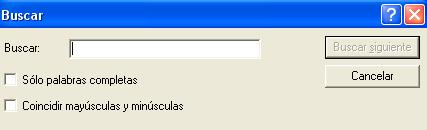 Buscar
Buscar:
Buscar siguiente
Sólo palabras completas
Cancelar
Coincidir mayúsculas y minúsculas